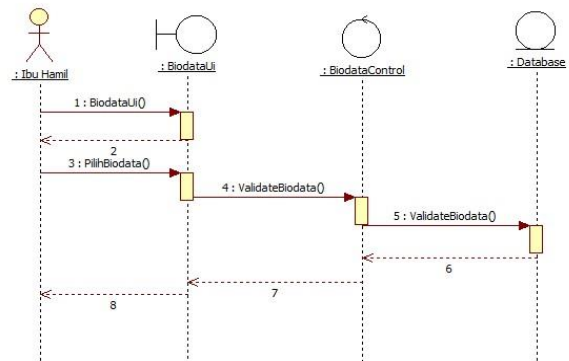 : Ibu Hamil
: BiodataUi
: BiodataControl
: Database
1 : BiodataUi()
2
3 : PilihBiodata()
4 : ValidateBiodata()
5 : ValidateBiodata()
6
7
8